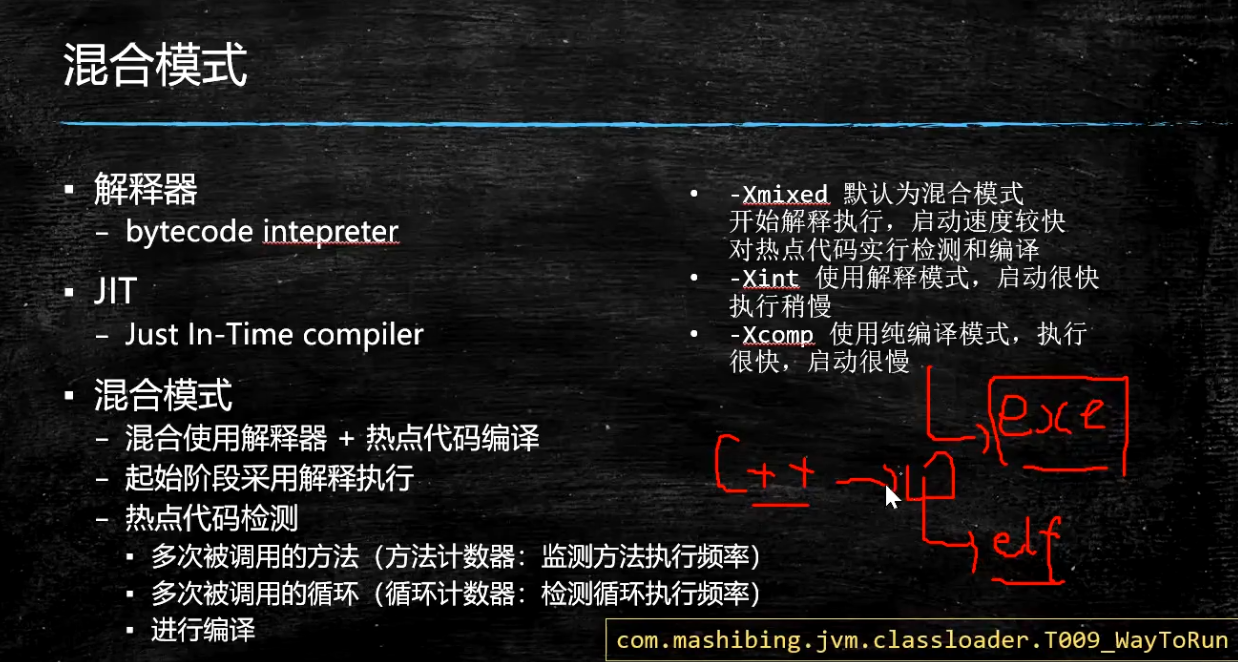 混合模式
▪ 解释器
– bytecode intepreter
▪ JIT
– Just In-Time compiler
▪ 混合模式
– 混合使用解释器 + 热点代码编译
– 起始阶段采用解释执行
– 热点代码检测
▪ 多次被调用的方法（方法计数器：监测方法执行频率）
▪ 多次被调用的循环（循环计数器：检测循环执行频率）
▪ 进行编译
• -Xmixed 默认为混合模式
开始解释执行，启动速度较快
对热点代码实行检测和编译
• -Xint 使用解释模式，启动很快
执行稍慢
• -Xcomp 使用纯编译模式，执行
很快，启动很慢
exe
C++
elf
com.mashibing.jvm.classloader.T009_WayToRun